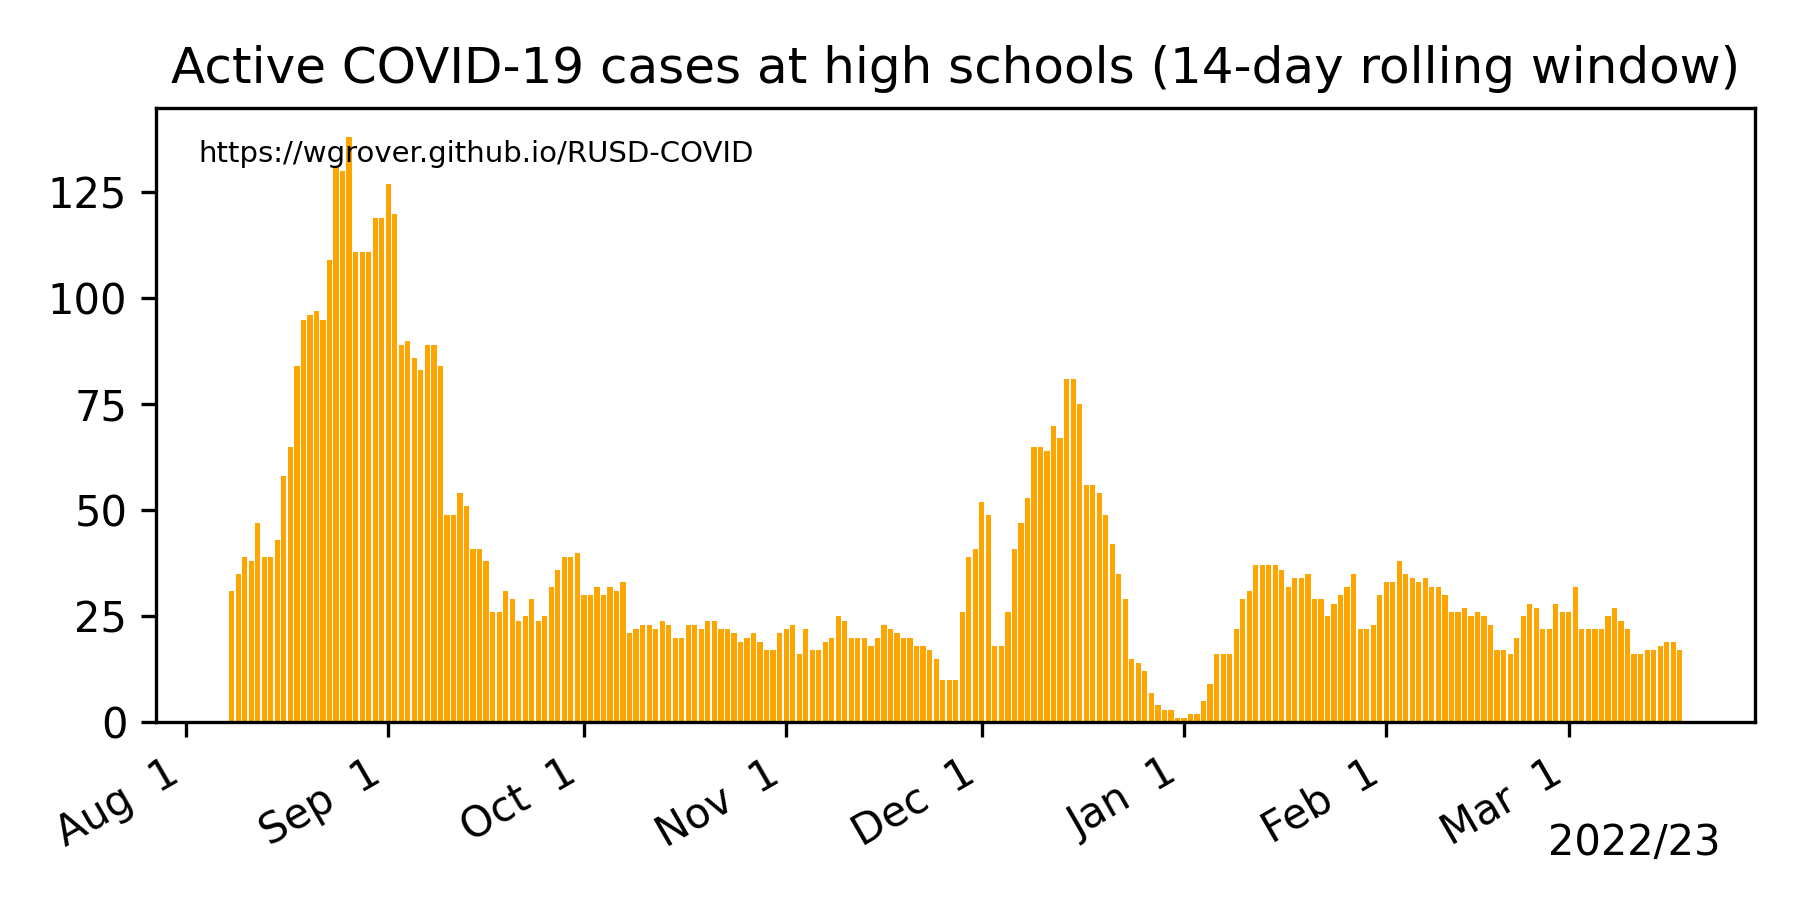 Active COVID-19 cases at high schools (14-day rolling window)
https://wgrover.github.io/RUSD-COVID
125
100
75
50
25
0
Aug 1
Sep 1
Oct 1
Nov 1
Dec 1
Jan 1
Feb 1
Mar 1
2022/23